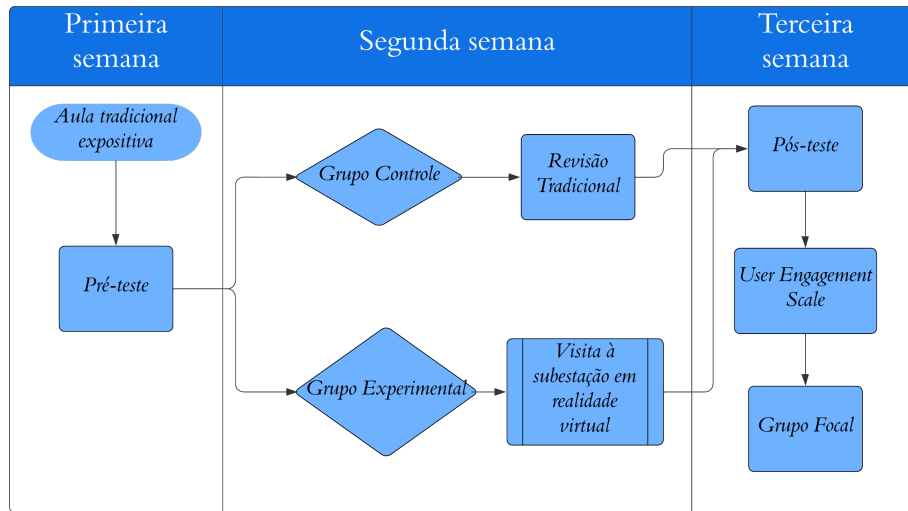 Primeira
semana
Segunda semana
Terceira
semana
Aula tradicional
expositiva
Pré-teste
Grupo Controle
Revisão
Tradicional
Grupo Experimental
Visita à
subestação em
realidade
virtual
Pós-teste
User Engagement
Scale
Grupo Focal